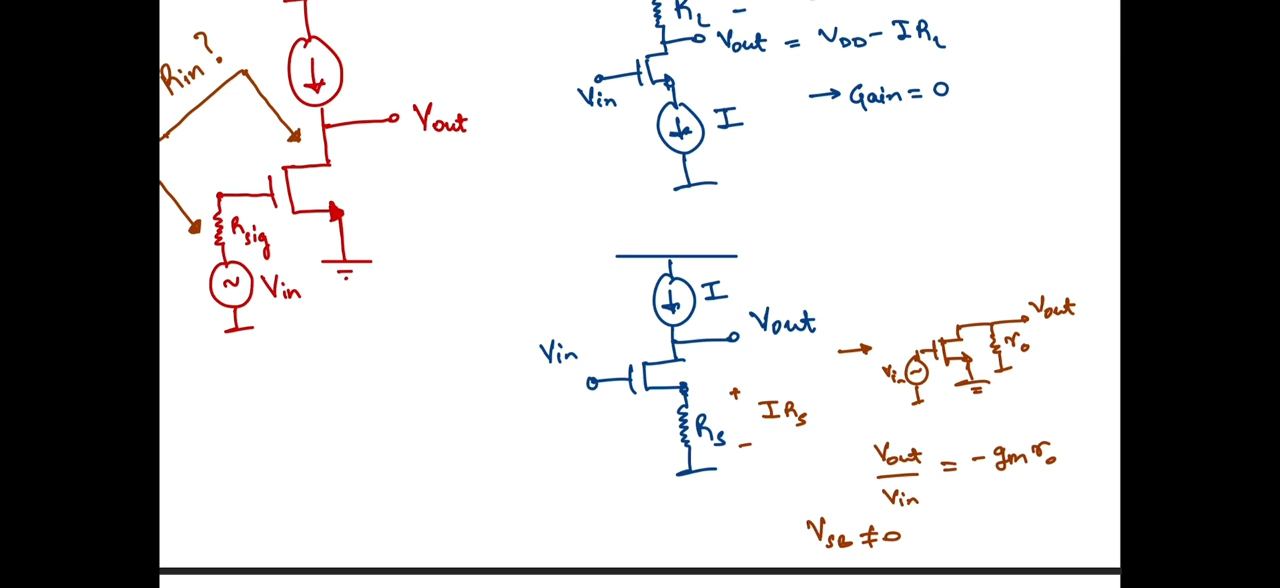 Rin?
Vout
Rsig
Vin
RL -
Vout = VDD - IRL
Vin
→ Gain = 0
I
I
Vout
Vin
+
IRS
-
RS
→
Vout
ro
Vin
Vout
Vin
= - gm ro
VSB ≠ 0